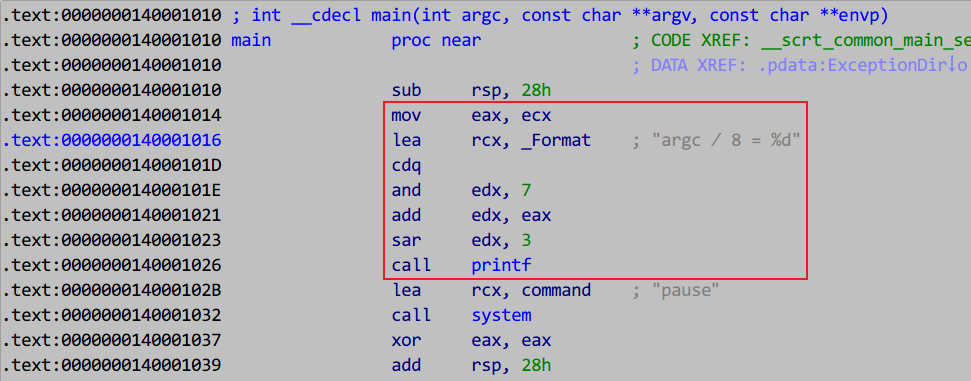 .text:0000000140001010 ; int __cdecl main(int argc, const char **argv, const char **envp)
.text:0000000140001010 main proc near ; CODE XREF: __scrt_common_main_se
.text:0000000140001010 ; DATA XREF: .pdata:ExceptionDir↓o
.text:0000000140001010 sub rsp, 28h
.text:0000000140001014 mov eax, ecx
.text:0000000140001016 lea rcx, _Format ; "argc / 8 = %d"
.text:000000014000101D cdq
.text:000000014000101E and edx, 7
.text:0000000140001021 add edx, eax
.text:0000000140001023 sar edx, 3
.text:0000000140001026 call printf
.text:000000014000102B lea rcx, command ; "pause"
.text:0000000140001032 call system
.text:0000000140001037 xor eax, eax
.text:0000000140001039 add rsp, 28h